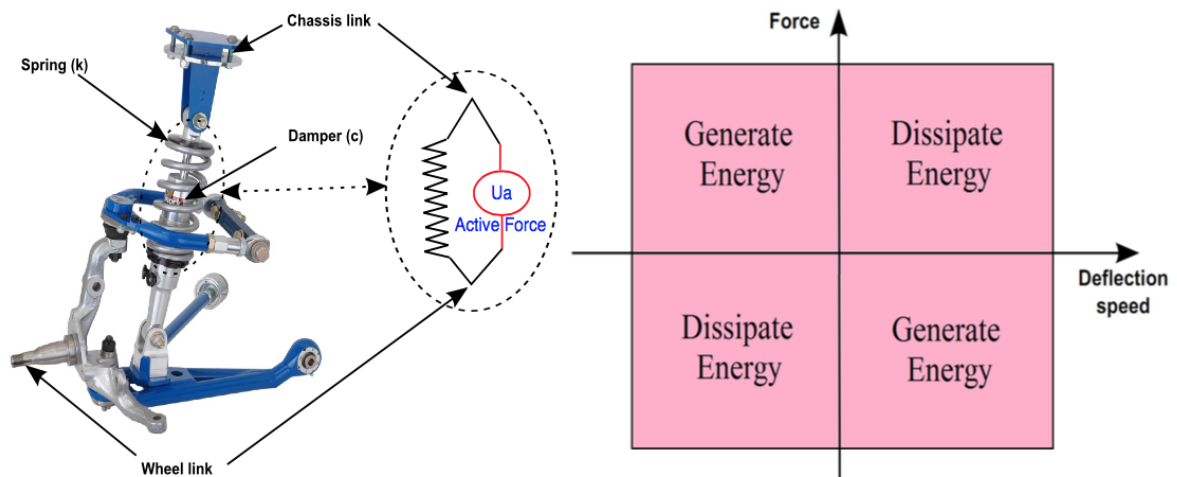 Chassis link
Spring (k)
Damper (c)
Ua
Active Force
Wheel link
Force
Generate
Energy
Dissipate
Energy
Dissipate
Energy
Generate
Energy
Deflection
speed